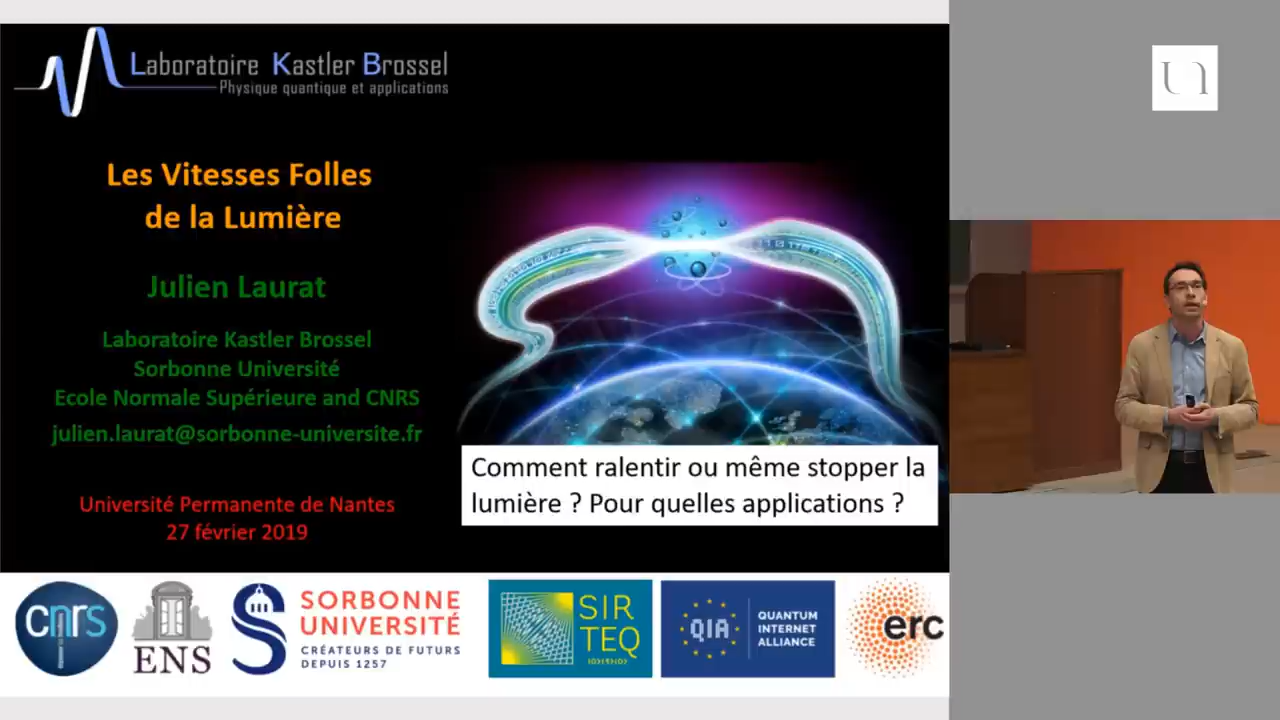 Laboratoire Kastler Brossel
Physique quantique et applications
Les Vitesses Folles
de la Lumière
Julien Laurat
Laboratoire Kastler Brossel
Sorbonne Université
Ecole Normale Supérieure and CNRS
julien.laurat@sorbonne-universite.fr
Université Permanente de Nantes
27 février 2019
Comment ralentir ou même stopper la
lumière ? Pour quelles applications ?
cnrs
ENS
SORBONNE
UNIVERSITÉ
CRÉATEURS DE FUTURS
DEPUIS 1257
SIR
TEQ
QIA
QUANTUM
INTERNET
ALLIANCE
erc